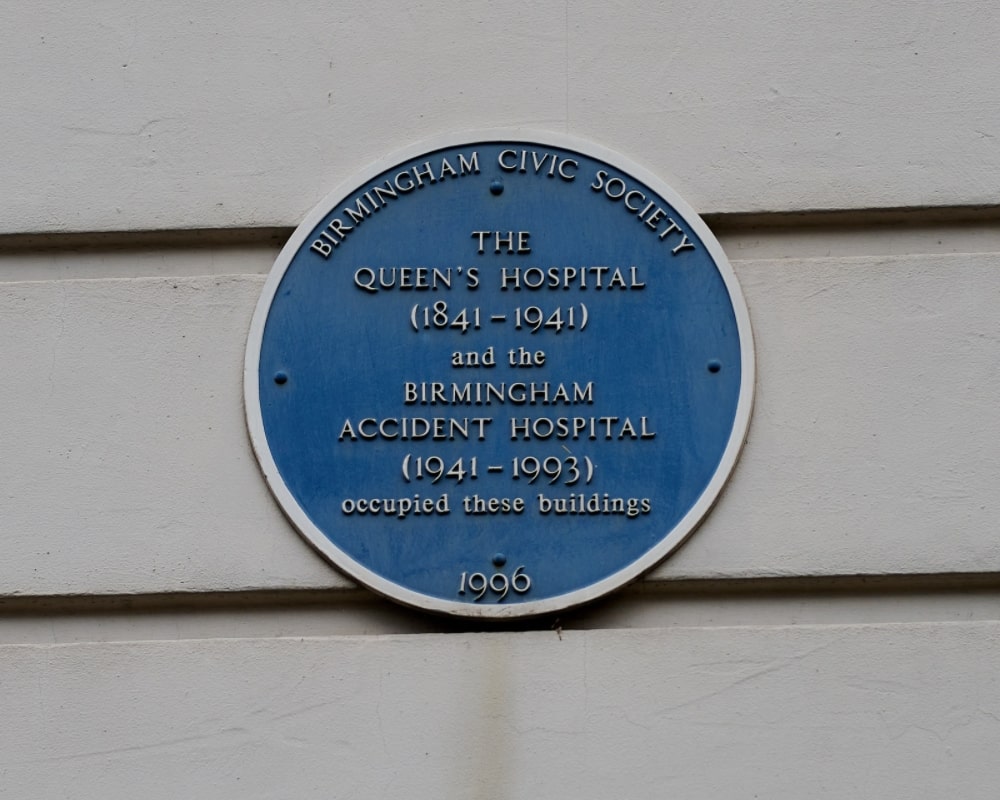 BIRMINGHAM CIVIC SOCIETY
THE
QUEEN'S HOSPITAL
(1841 – 1941)
and the
BIRMINGHAM
ACCIDENT HOSPITAL
(1941 – 1993)
occupied these buildings
1996